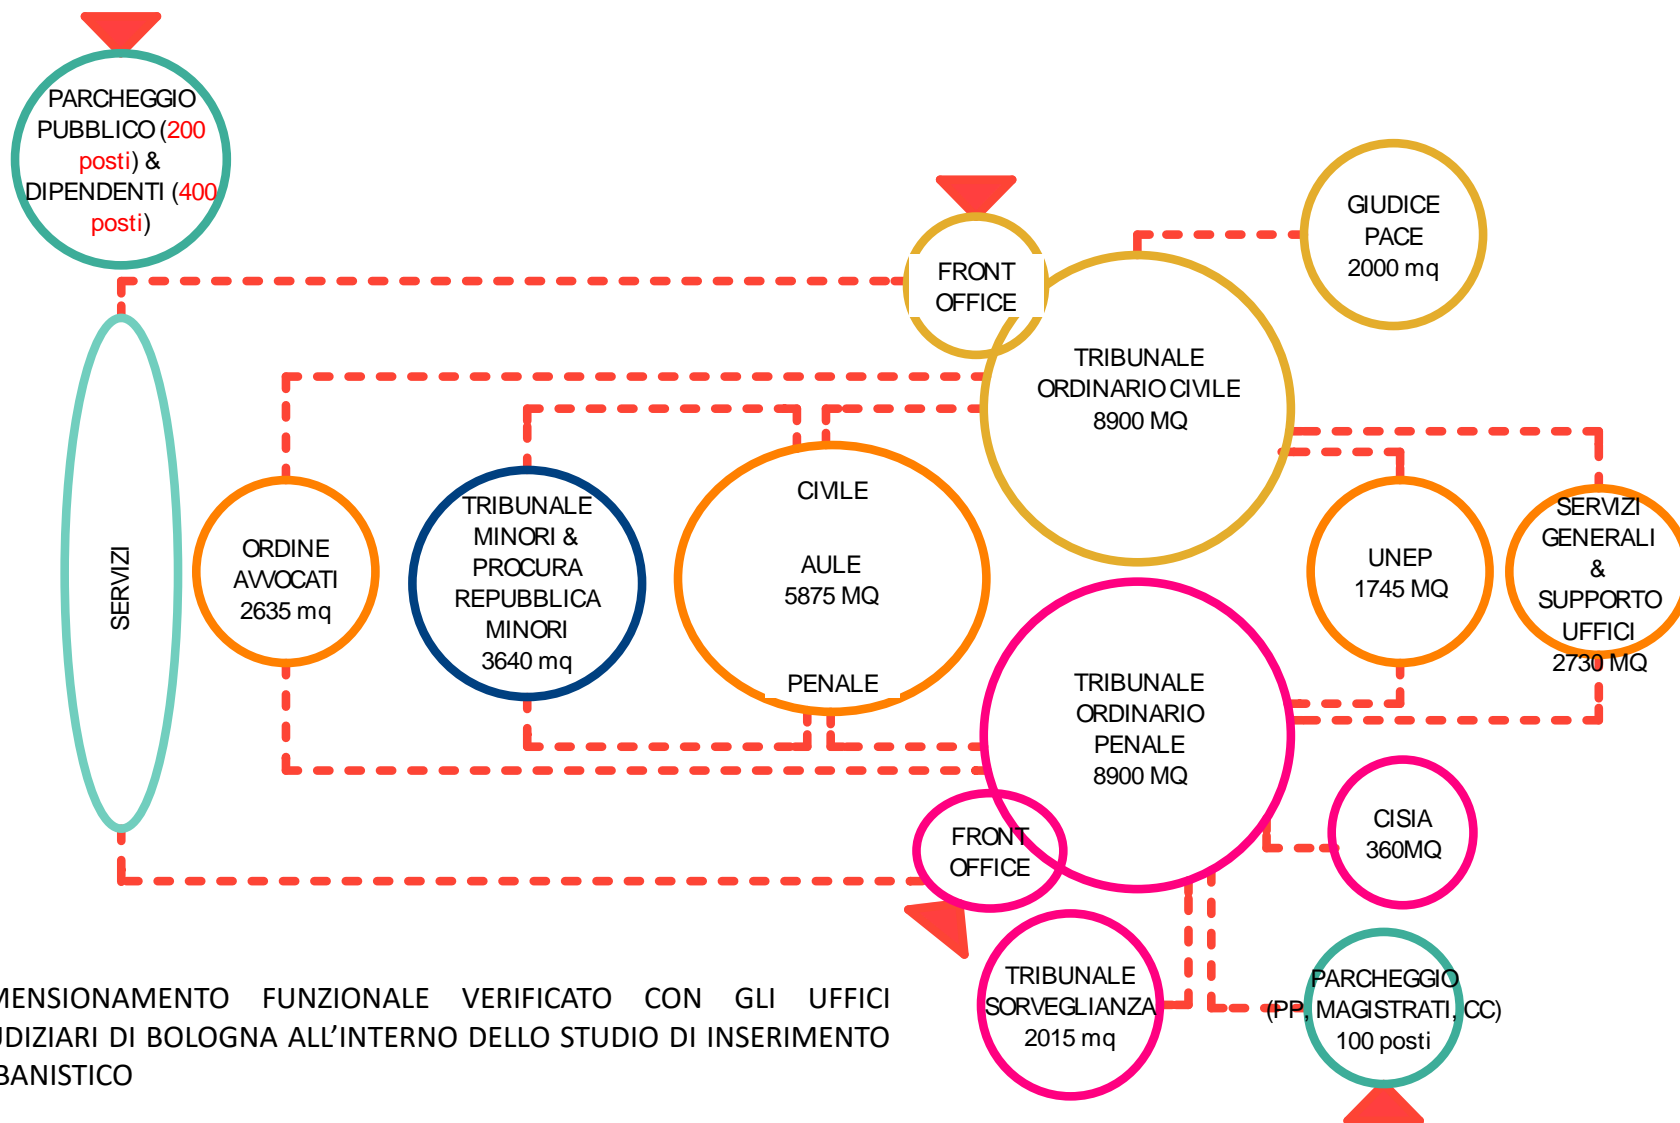 PARCHEGGIO
PUBBLICO (200
posti) &
DIPENDENTI (400
posti)
GIUDICE
PACE
2000 mq
FRONT
OFFICE
TRIBUNALE
ORDINARIO CIVILE
8900 MQ
SERVIZI
ORDINE
AVVOCATI
2635 mq
TRIBUNALE
MINORI &
PROCURA
REPUBBLICA
MINORI
3640 mq
CIVILE
AULE
5875 MQ
PENALE
UNEP
1745 MQ
SERVIZI
GENERALI
&
SUPPORTO
UFFICI
2730 MQ
TRIBUNALE
ORDINARIO
PENALE
8900 MQ
FRONT
OFFICE
CISIA
360MQ
TRIBUNALE
SORVEGLIANZA
2015 mq
PARCHEGGIO
(PP, MAGISTRATI, CC)
100 posti
MENSIONAMENTO FUNZIONALE VERIFICATO CON GLI UFFICI
UDIZIARI DI BOLOGNA ALL'INTERNO DELLO STUDIO DI INSERIMENTO
BANISTICO